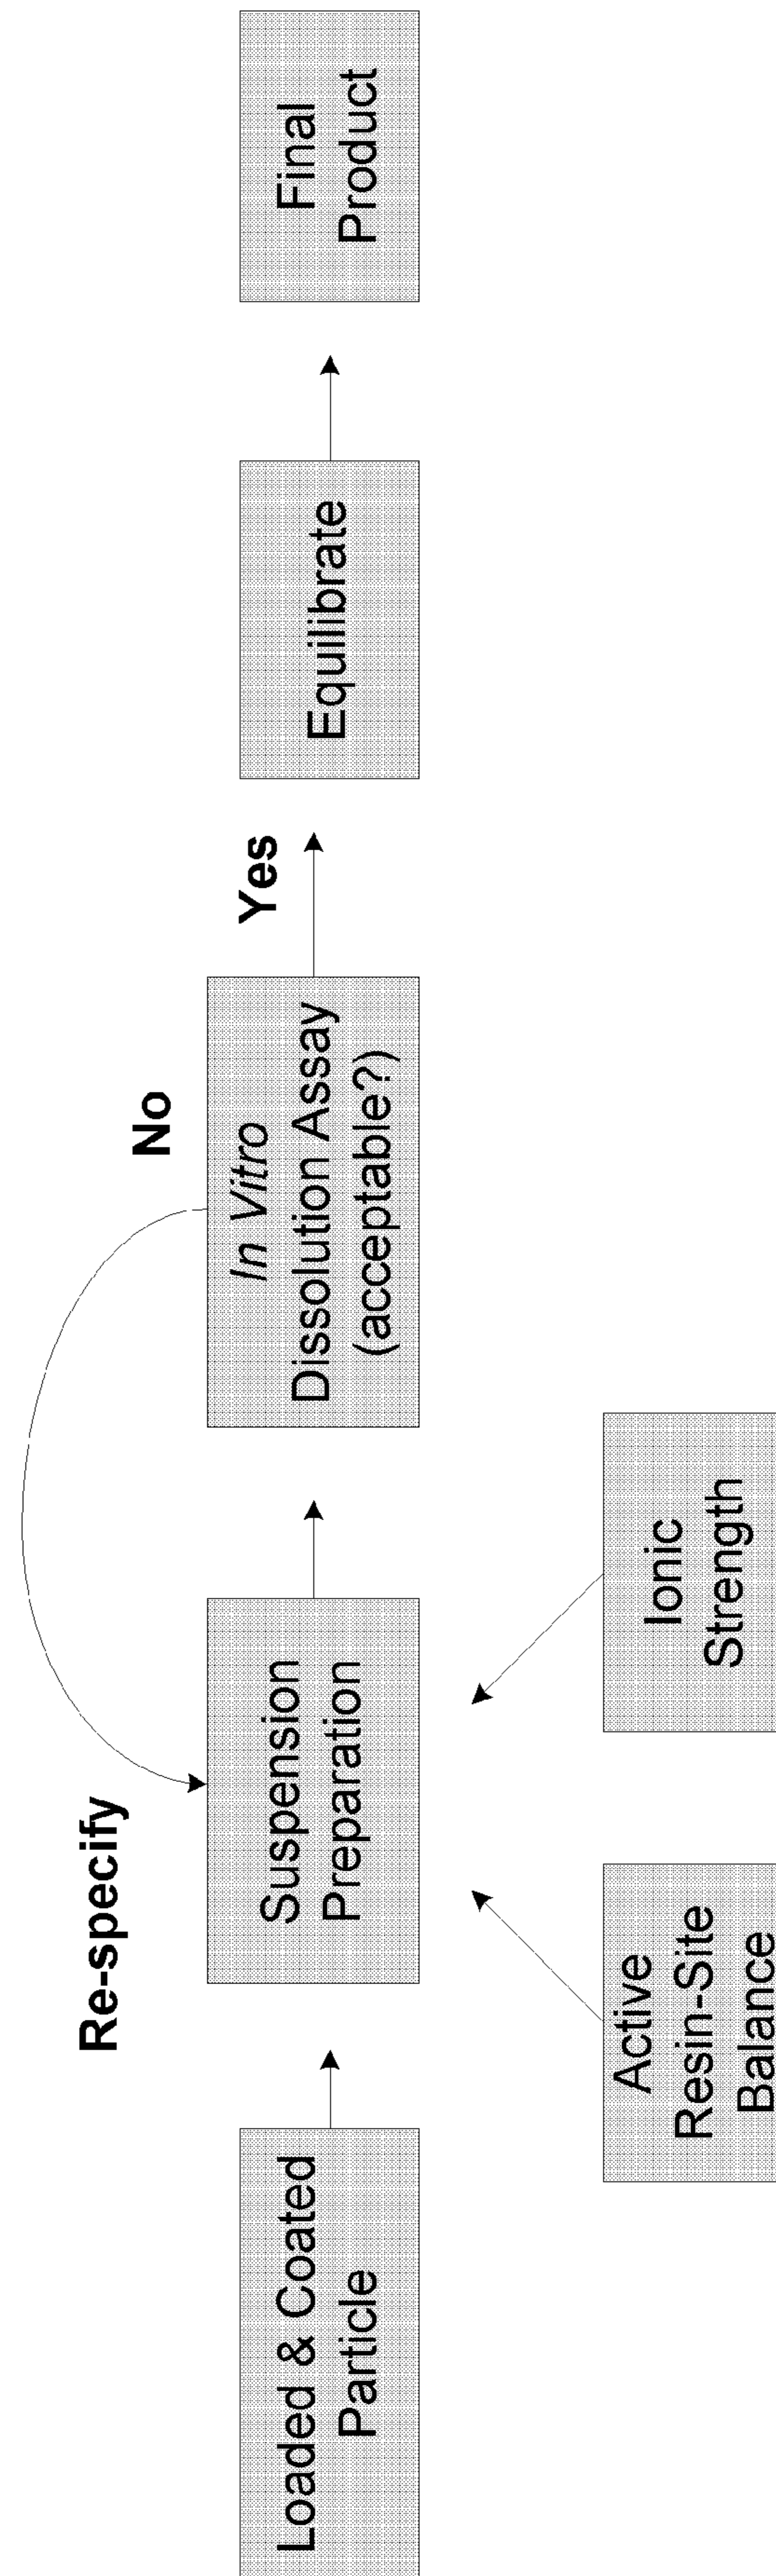 Loaded & Coated
Particle
Re-specify
Suspension
Preparation
Active
Resin-Site
Balance
Ionic
Strength
No
In Vitro
Dissolution Assay
(acceptable?)
Yes
Equilibrate
Final
Product